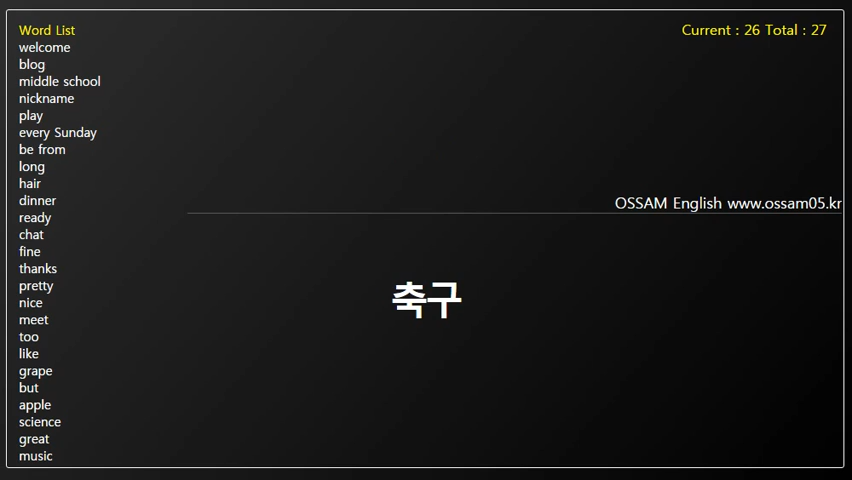 Word List
Current : 26 Total : 27
welcome
blog
middle school
nickname
play
every Sunday
be from
long
hair
dinner
ready
chat
fine
thanks
pretty
nice
meet
too
like
grape
but
apple
science
great
music
OSSAM English www.ossam05.kr
축구